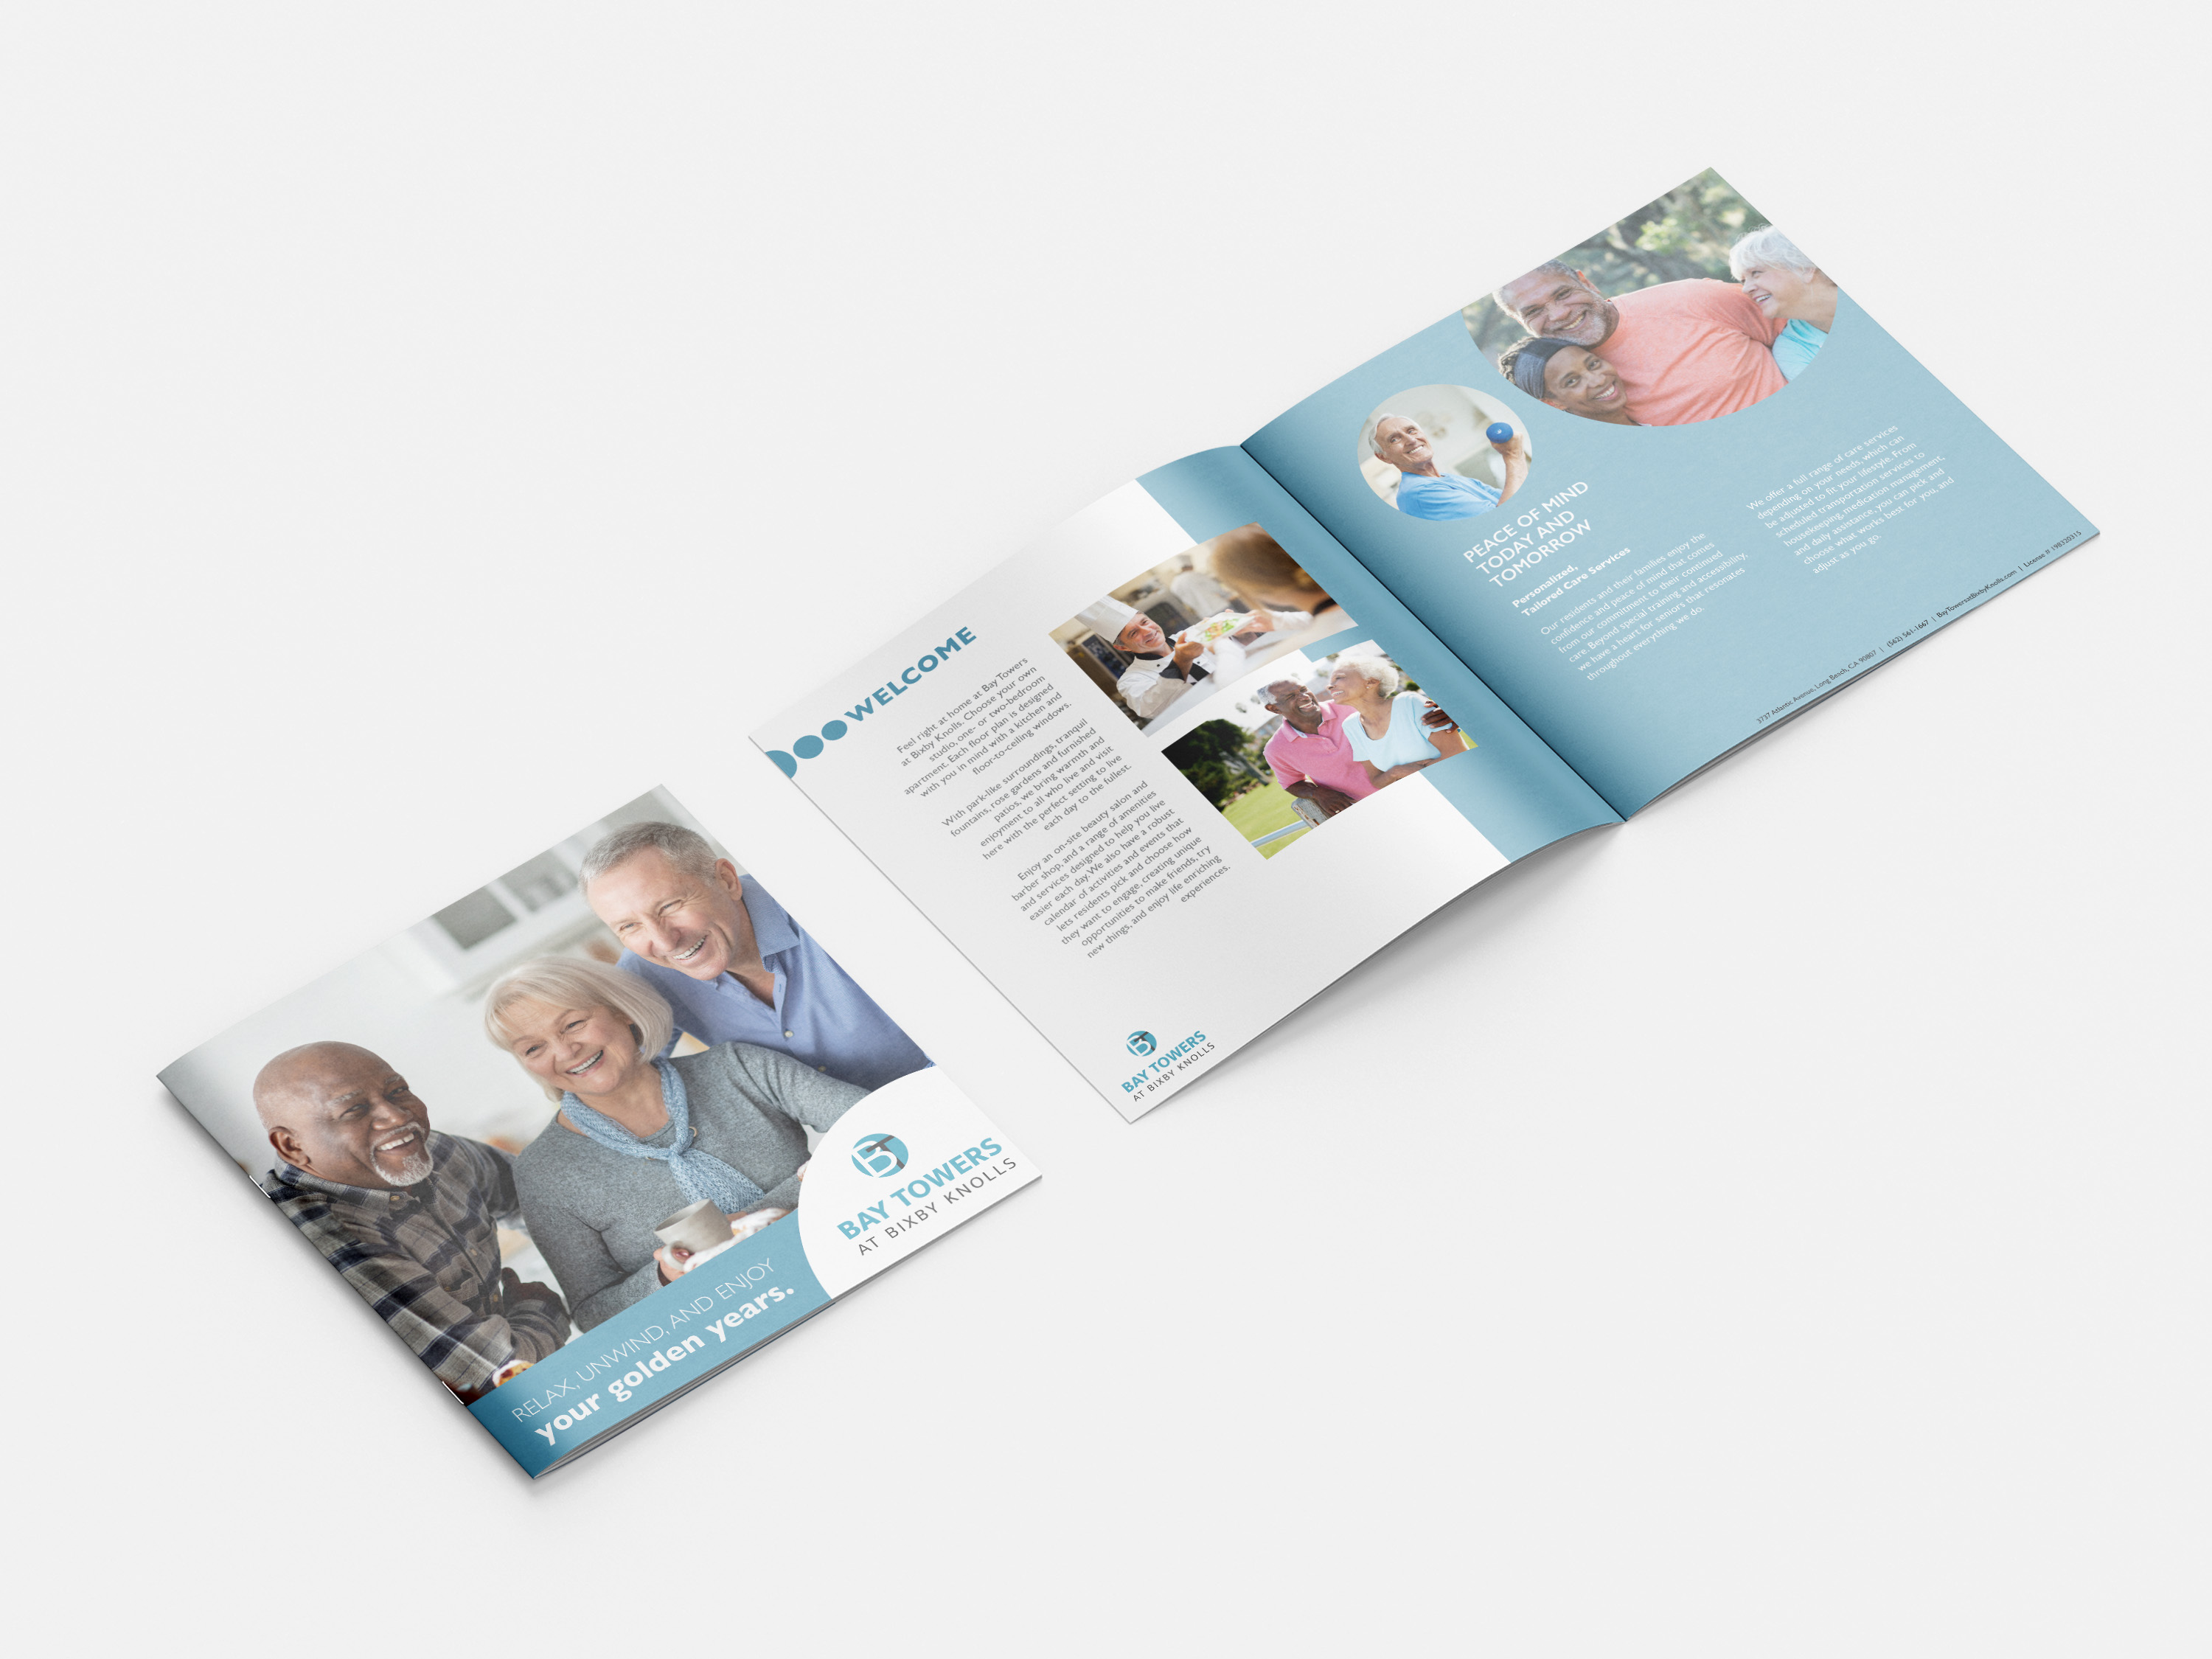 RELAX, UNWIND, AND ENJOY
your golden years.
BT
BAY TOWERS
AT BIXBY KNOLLS
WELCOME
Feel right at home at Bay Towers
at Bixby Knolls. Choose your own
studio, one- or two-bedroom
apartment. Each floor plan is designed
with you in mind with a kitchen and
floor-to-ceiling windows.
With park-like surroundings, tranquil
fountains, rose gardens and furnished
patios, we bring warmth and
enjoyment to all who live and visit
here with the perfect setting to live
each day to the fullest.
Enjoy an on-site beauty salon and
barber shop, and a range of amenities
and services designed to help you live
easier each day. We also have a robust
calendar of activities and events that
lets residents pick and choose how
they want to engage, creating unique
opportunities to make friends, try
new things, and enjoy life enriching
experiences.
BT
BAY TOWERS
AT BIXBY KNOLLS
PEACE OF MIND
TODAY AND
TOMORROW
Personalized,
Tailored Care Services
Our residents and their families enjoy the
confidence and peace of mind that comes
from our commitment to their continued
care. Beyond special training and accessibility,
we have a heart for seniors that resonates
throughout everything we do.
We offer a full range of care services
depending on your needs, which can
be adjusted to fit your lifestyle. From
scheduled transportation services to
housekeeping, medication management,
and daily assistance, you can pick and
choose what works best for you, and
adjust as you go.
3737 Atlantic Avenue, Long Beach, CA 90807 | (562) 561-1667 | BayTowersatBixbyKnolls.com | License # 198320315